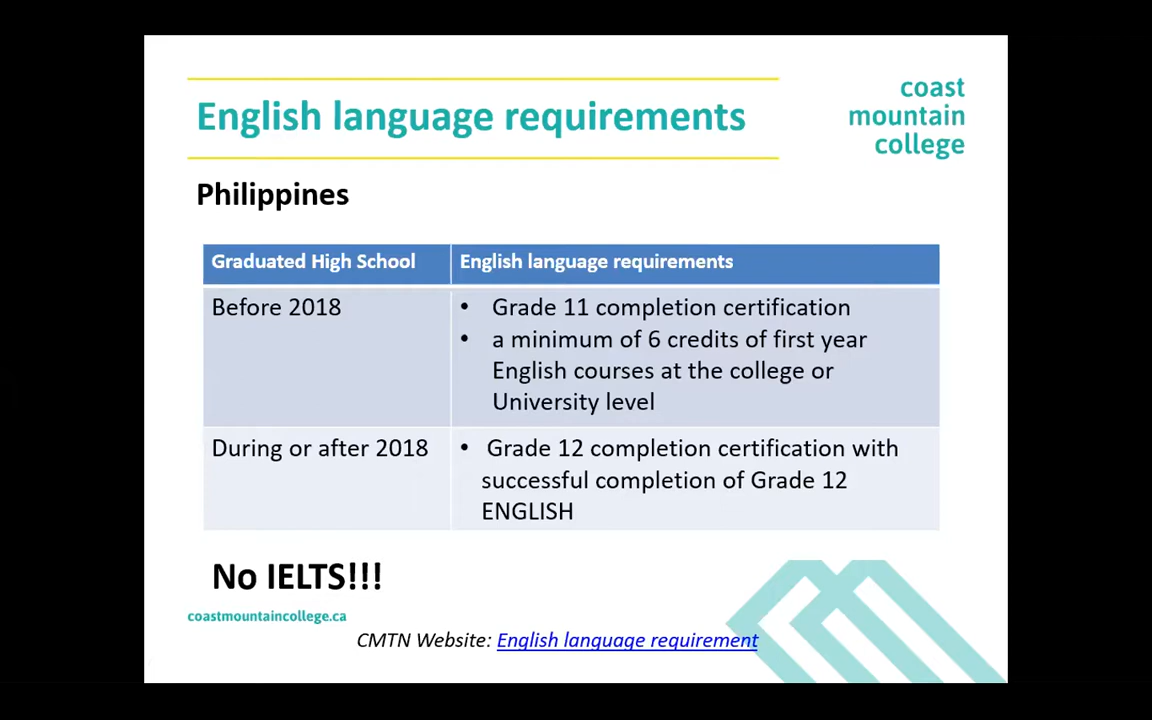 English language requirements
coast
mountain
college
Philippines
Graduated High School
English language requirements
Before 2018
• Grade 11 completion certification
• a minimum of 6 credits of first year
English courses at the college or
University level
During or after 2018
• Grade 12 completion certification with
successful completion of Grade 12
ENGLISH
No IELTS!!!
coastmountaincollege.ca
CMTN Website: English language requirement